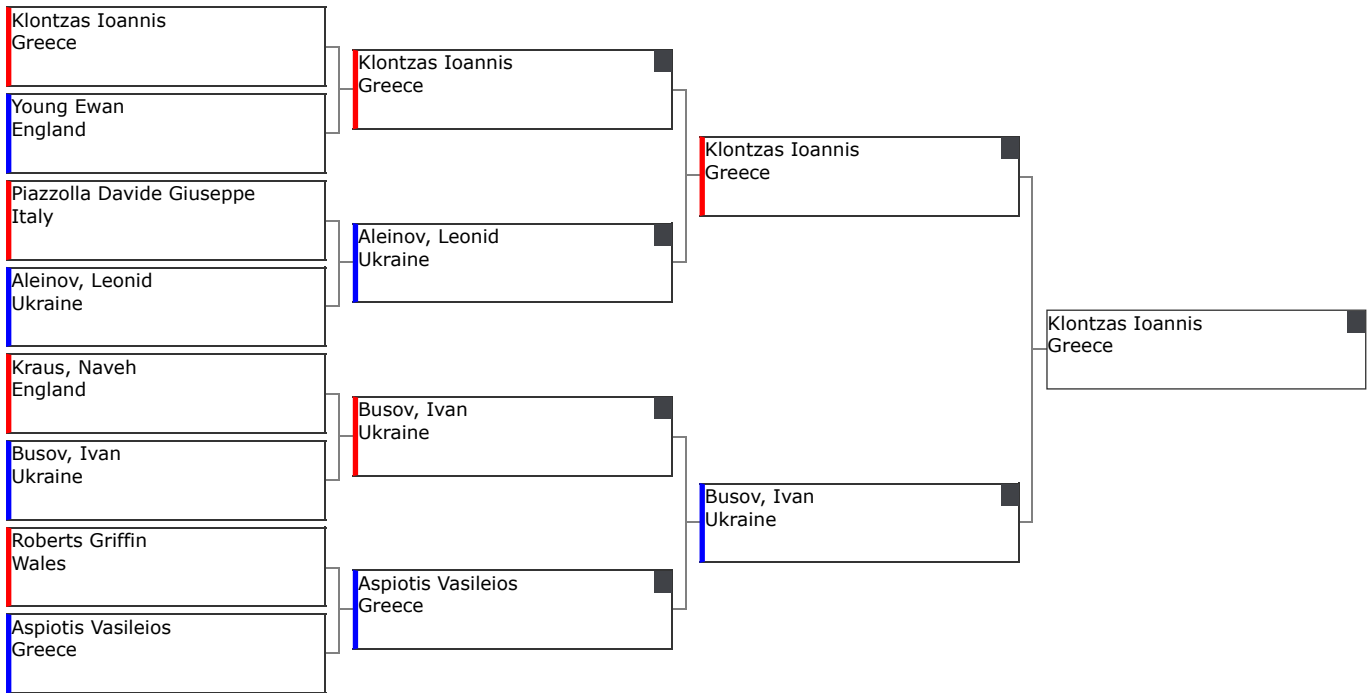 Klontzas Ioannis
Greece
Young Ewan
England
Piazzolla Davide Giuseppe
Italy
Aleinov, Leonid
Ukraine
Kraus, Naveh
England
Busov, Ivan
Ukraine
Roberts Griffin
Wales
Aspiotis Vasileios
Greece
Klontzas Ioannis
Greece
Aleinov, Leonid
Ukraine
Busov, Ivan
Ukraine
Aspiotis Vasileios
Greece
Klontzas Ioannis
Greece
Busov, Ivan
Ukraine
Klontzas Ioannis
Greece